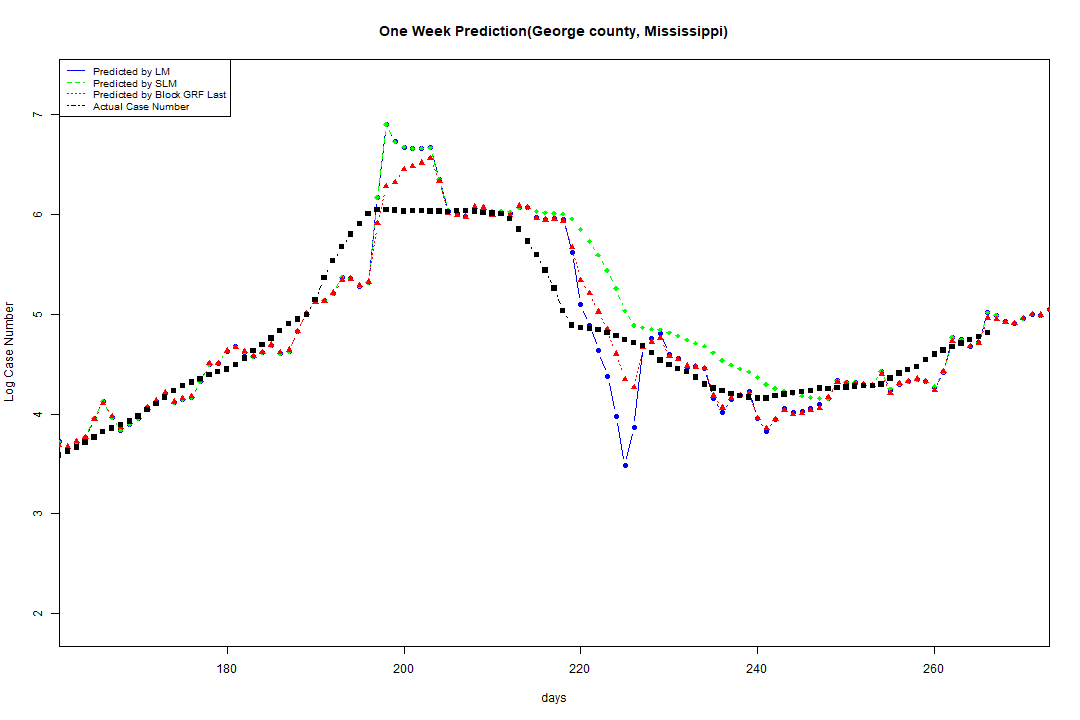 One Week Prediction(George county, Mississippi)
Predicted by LM
Predicted by SLM
Predicted by Block GRF Last
Actual Case Number
7
6
5
4
3
2
Log Case Number
180 200 220 240 260
days